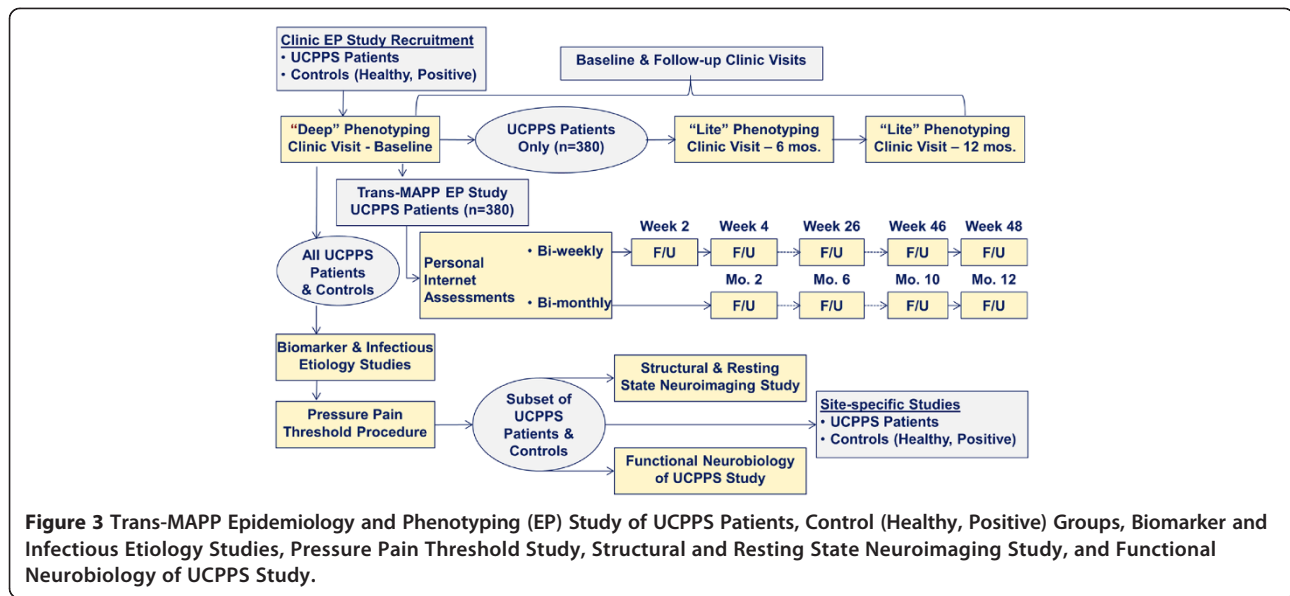 Clinic EP Study Recruitment
• UCPPS Patients
• Controls (Healthy, Positive)
Baseline & Follow-up Clinic Visits
“Deep” Phenotyping
Clinic Visit - Baseline
UCPPS
Patients
Only (n=380)
“Lite” Phenotyping
Clinic Visit – 6 mos.
“Lite” Phenotyping
Clinic Visit – 12 mos.
Trans-MAPP EP Study
UCPPS Patients (n=380)
All UCPPS
Patients
& Controls
Personal
Internet
Assessments
• Bi-weekly
• Bi-monthly
Week 2
Week 4
Week 26
Week 46
Week 48
F/U
F/U
F/U
F/U
F/U
Mo. 2
Mo. 6
Mo. 10
Mo. 12
F/U
F/U
F/U
F/U
Biomarker & Infectious
Etiology Studies
Pressure Pain
Threshold Procedure
Subset of
UCPPS
Patients &
Controls
Structural & Resting
State Neuroimaging Study
Site-specific Studies
• UCPPS Patients
• Controls (Healthy, Positive)
Functional Neurobiology
of UCPPS Study
Figure 3 Trans-MAPP Epidemiology and Phenotyping (EP) Study of UCPPS Patients, Control (Healthy, Positive) Groups, Biomarker and
Infectious Etiology Studies, Pressure Pain Threshold Study, Structural and Resting State Neuroimaging Study, and Functional
Neurobiology of UCPPS Study.